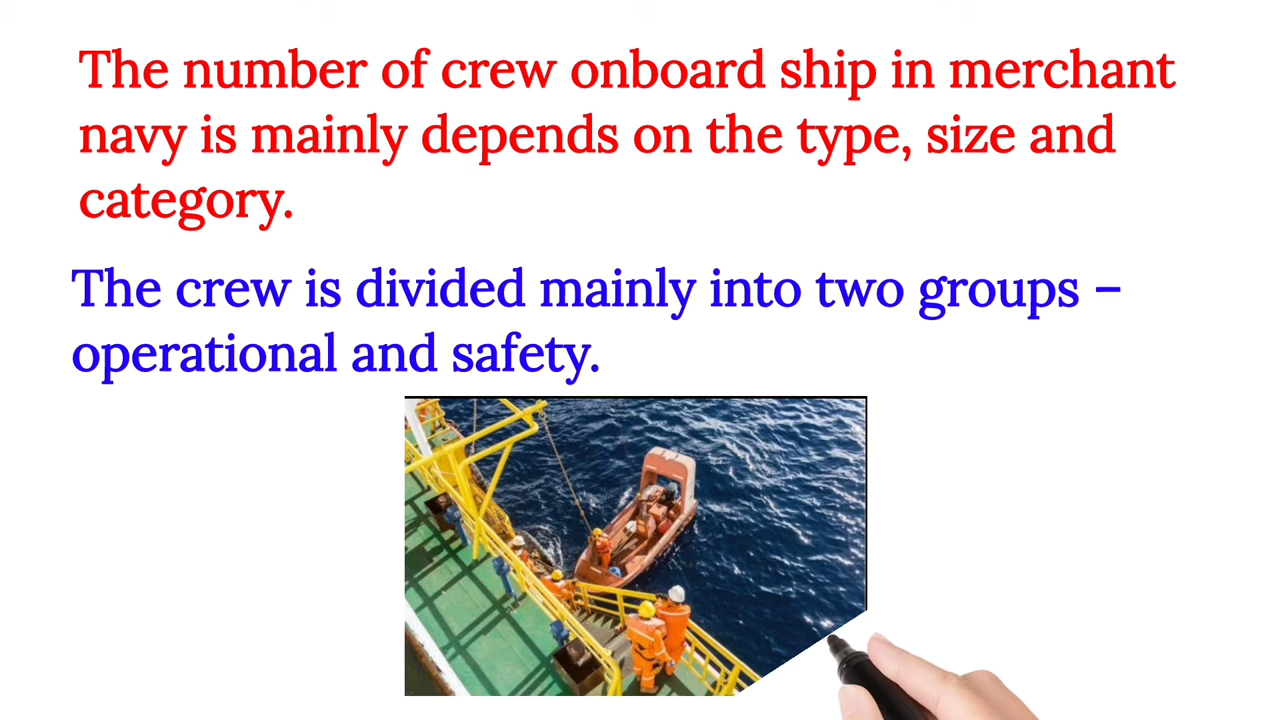 The number of crew onboard ship in merchant
navy is mainly depends on the type, size and
category.
The crew is divided mainly into two groups –
operational and safety.